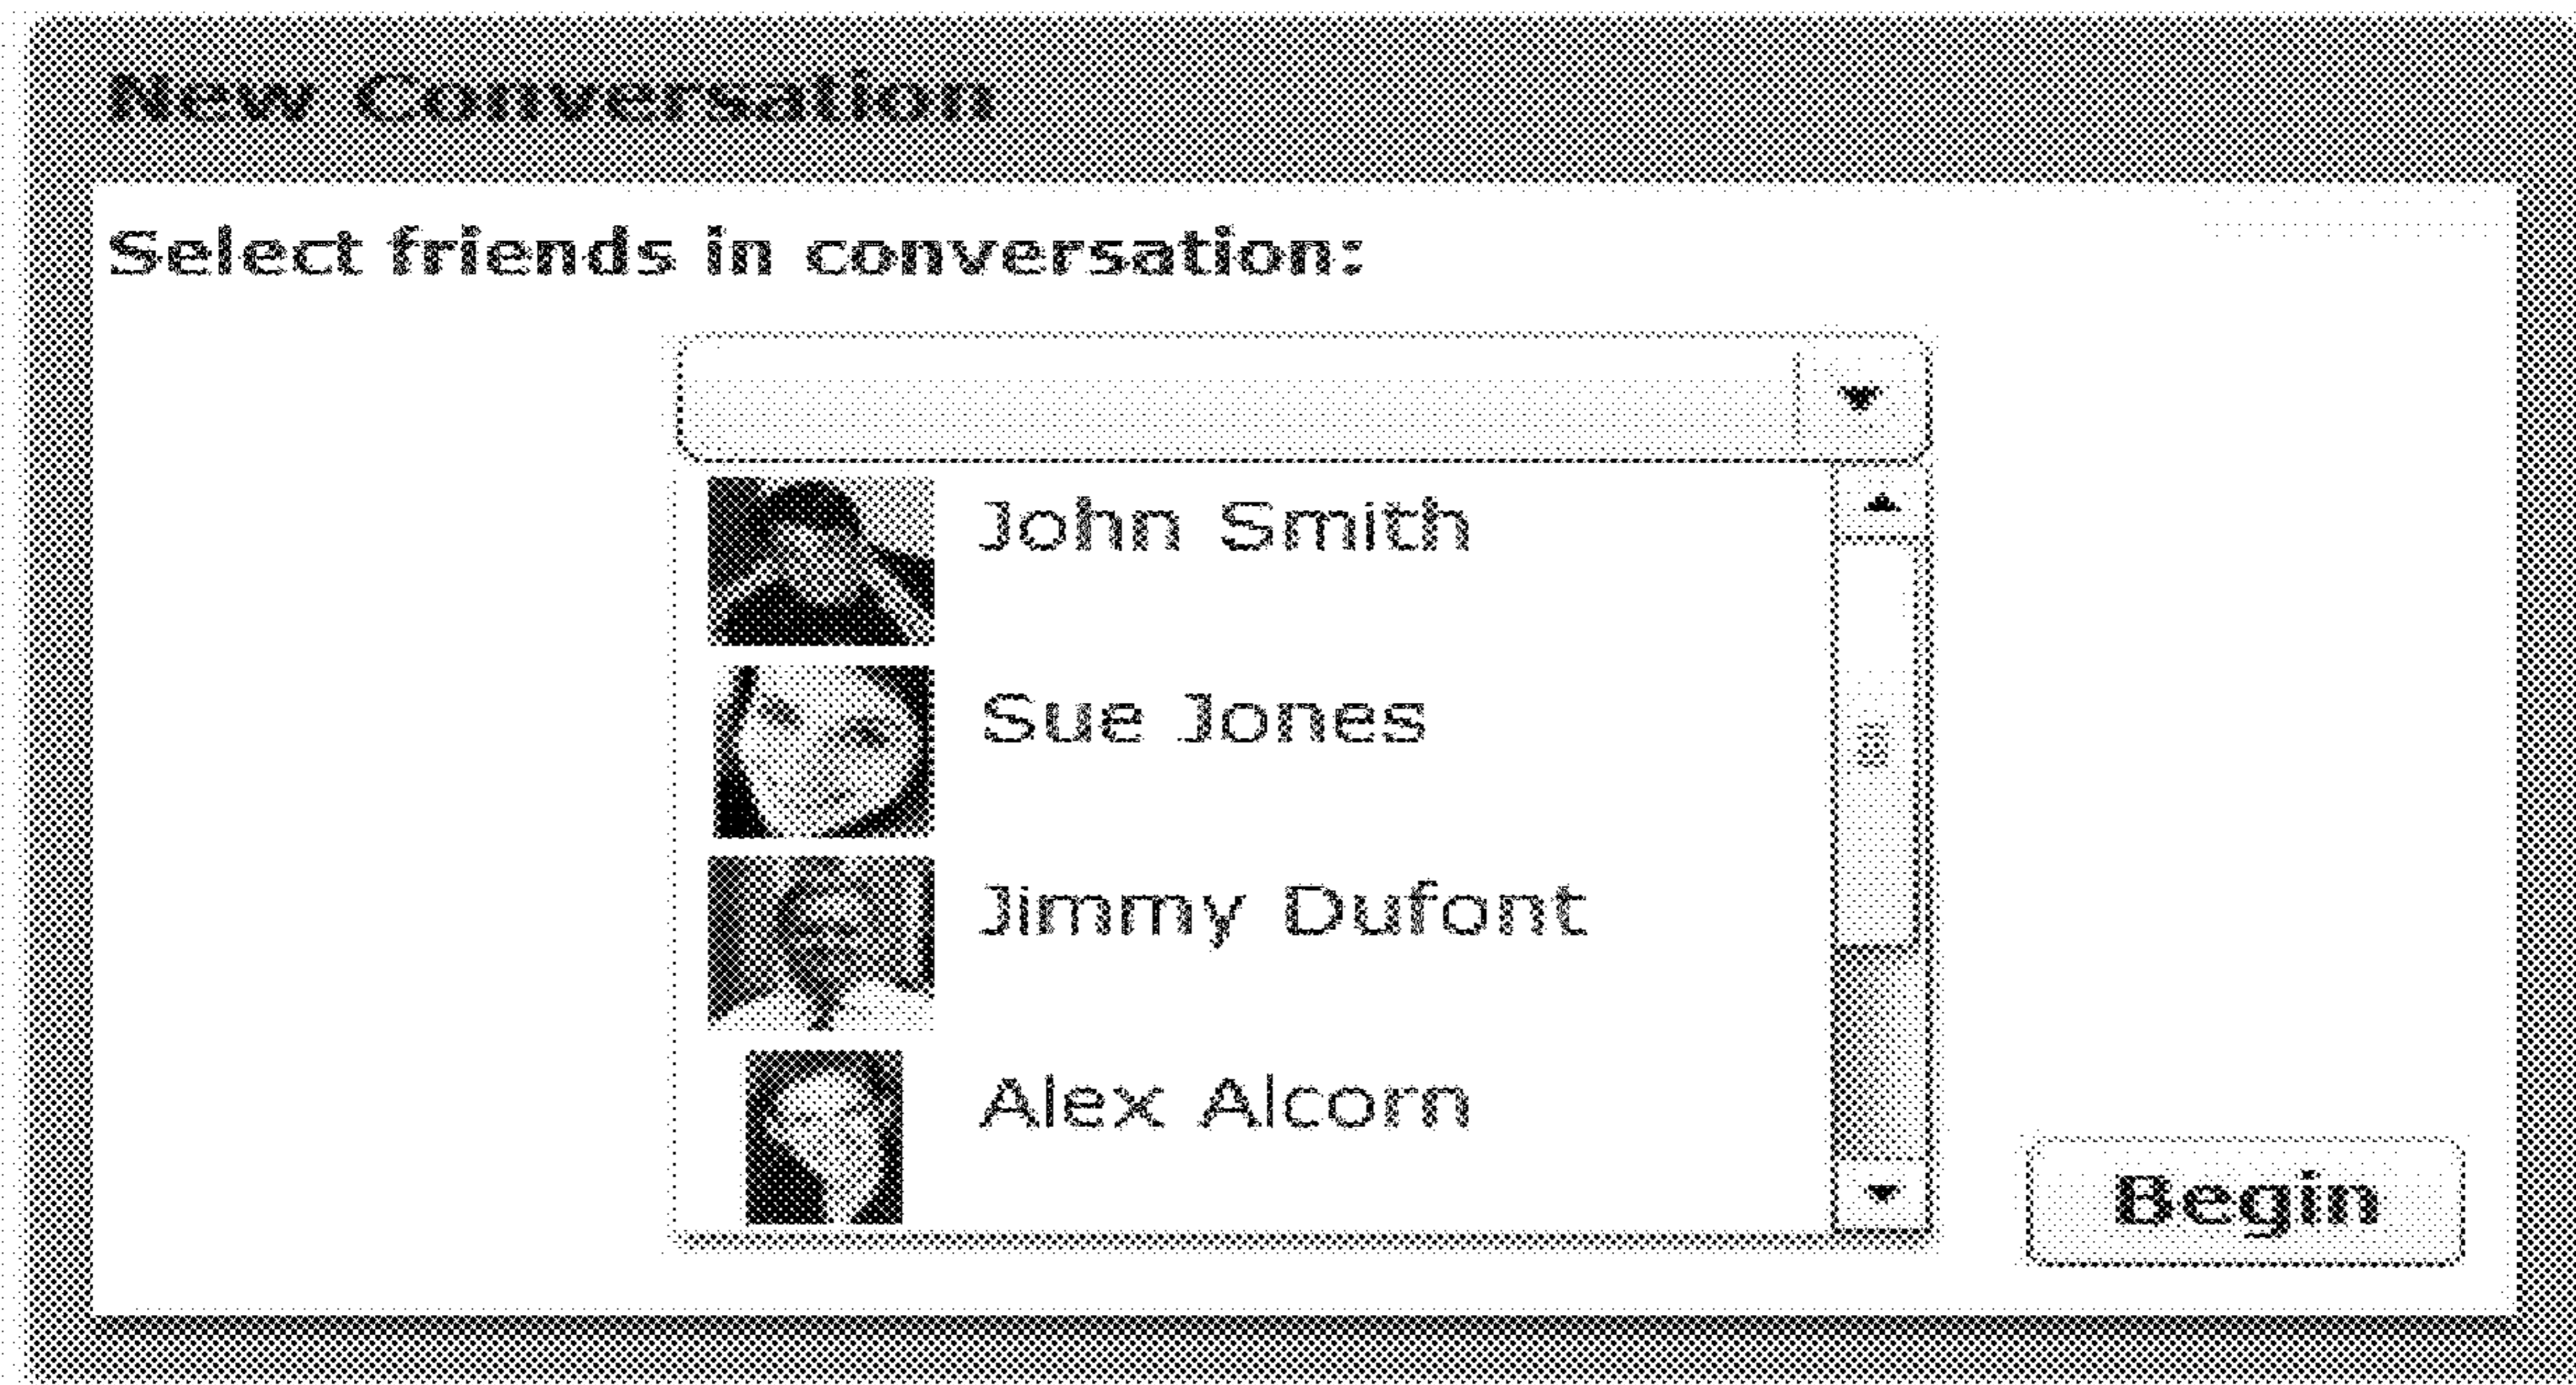 New Conversation
Select friends in conversation:
John Smith
Sue Jones
Jimmy Dufont
Alex Alcorn
Begin